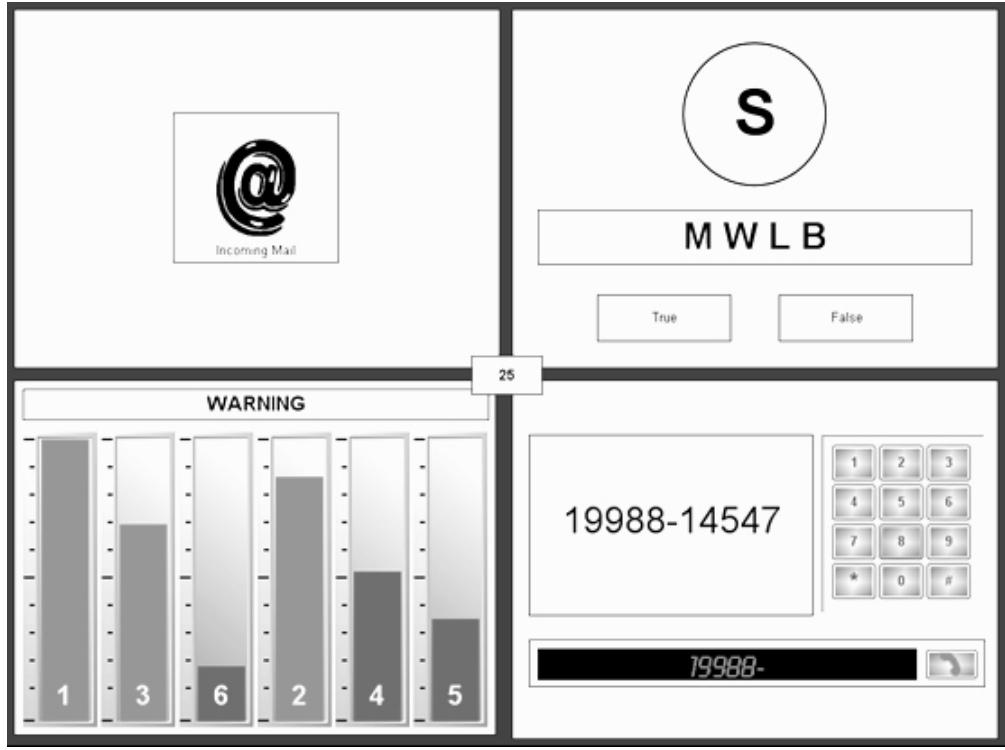 @
Incoming Mail
S
M W L B
True False
25
WARNING
1 3 6 2 4 5
19988-14547
1 2 3
4 5 6
7 8 9
* 0 #
19988-